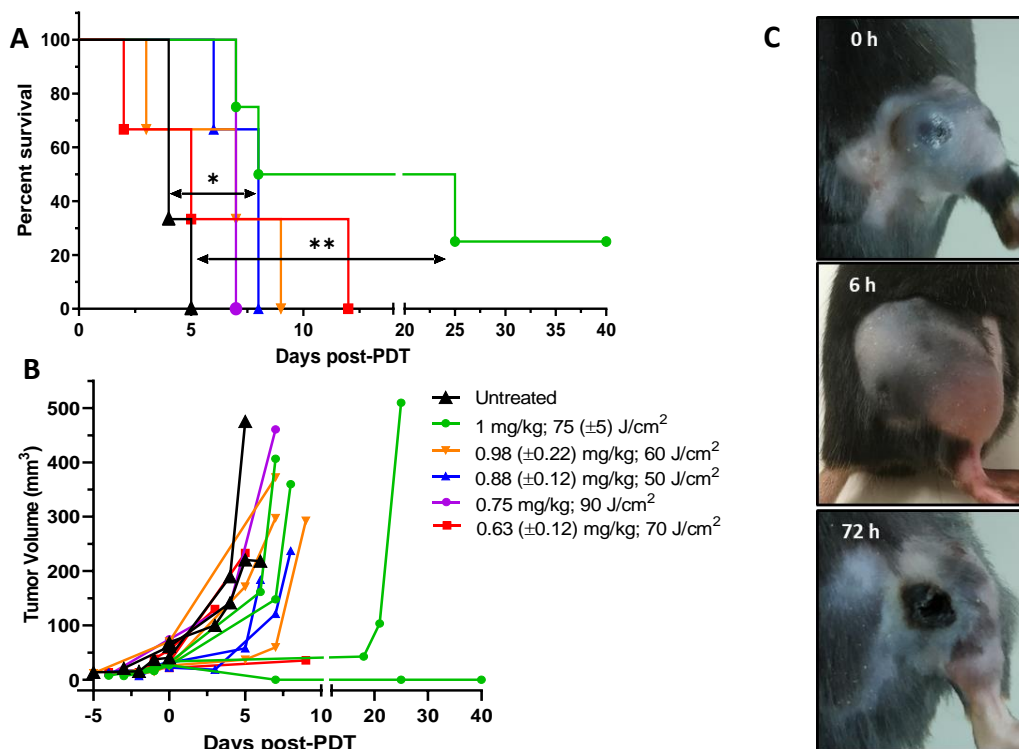 A
100
80
60
40
20
0
Percent survival
*
**
0 5 10 20 25 30 35 40
Days post-PDT
B
500
400
300
200
100
0
Tumor Volume (mm³)
-5 0 5 10 20 30 40
Days post-PDT
Untreated
1 mg/kg; 75 (±5) J/cm²
0.98 (±0.22) mg/kg; 60 J/cm²
0.88 (±0.12) mg/kg; 50 J/cm²
0.75 mg/kg; 90 J/cm²
0.63 (±0.12) mg/kg; 70 J/cm²
C
0 h
6 h
72 h